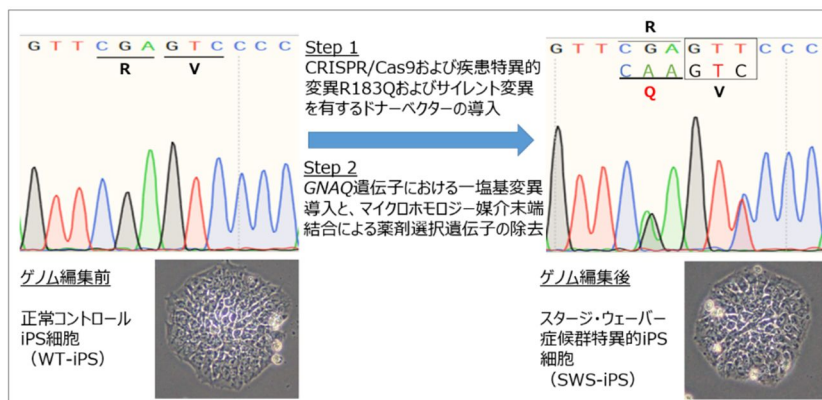 G T T C G A G T C C C C
R V
Step 1
CRISPR/Cas9および疾患特異的
変異R183Qおよびサイレント変異
を有するドナーベクターの導入
Step 2
GNAQ遺伝子における一塩基変異
導入と、マイクロホモロジー媒介末端
結合による薬剤選択遺伝子の除去
R
G T T C G A G T T C C C
C A A G T C
Q V
ゲノム編集前
正常コントロール
iPS細胞
（WT-iPS）
ゲノム編集後
スタージ・ウェーバー
症候群特異的iPS
細胞
（SWS-iPS）